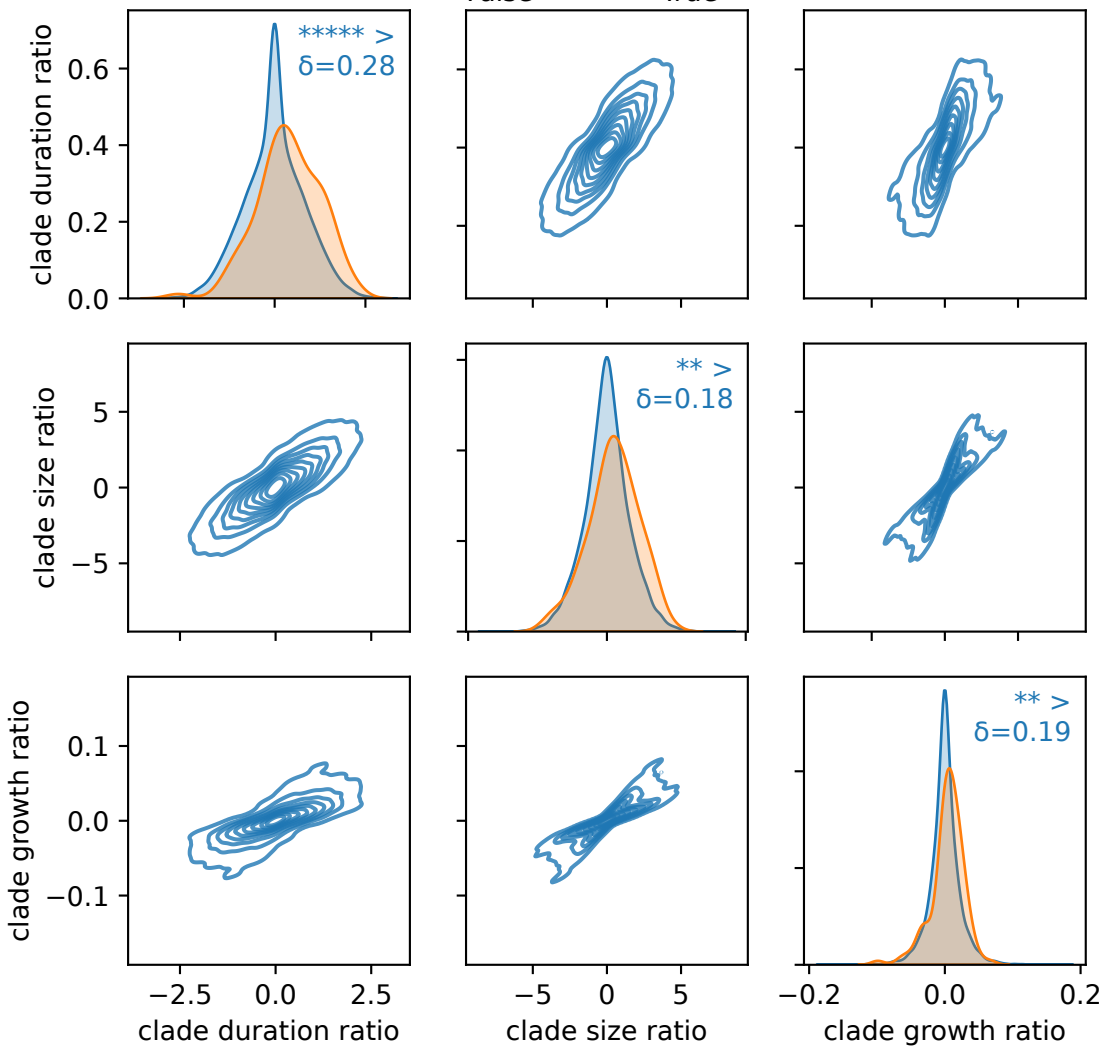 ***** >
δ=0.28
clade duration ratio
0.6
0.4
0.2
0.0
** >
δ=0.18
clade size ratio
5
0
−5
** >
δ=0.19
clade growth ratio
0.1
0.0
−0.1
−2.5 0.0 2.5
−5 0 5
−0.2 0.0 0.2
clade duration ratio
clade size ratio
clade growth ratio